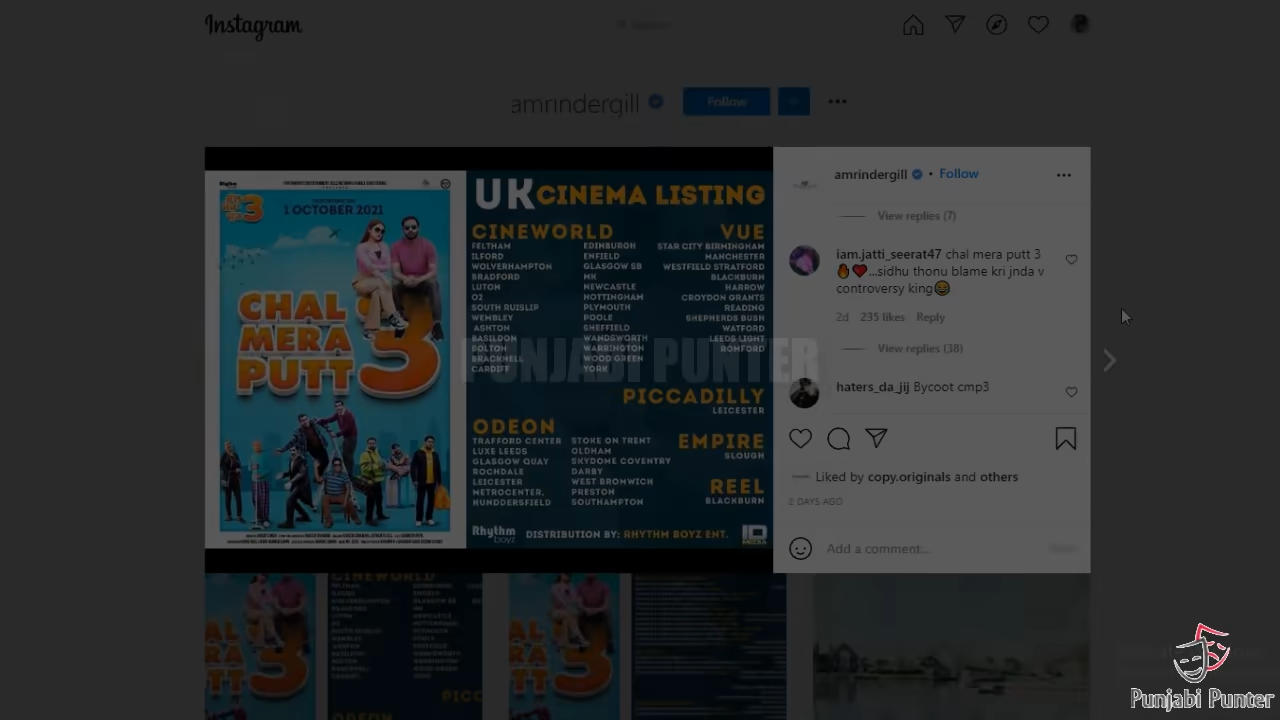 Instagram
amrindergill
Follow
1 OCTOBER 2021
CHAL
MERA
PUTT 3
UK CINEMA LISTING
CINEWORLD
FELTHAM
ILFORD
WOLVERHAMPTON
BRADFORD
LUTON
O2
SOUTH RUISLIP
WEMBLEY
ASHTON
BASILDON
BOLTON
BRACKNELL
CARDIFF
EDINBURGH
ENFIELD
GLASGOW SB
MK
NEWCASTLE
NOTTINGHAM
PLYMOUTH
POOLE
SHEFFIELD
WANDSWORTH
WARRINGTON
WOOD GREEN
YORK
VUE
STAR CITY BIRMINGHAM
MANCHESTER
WESTFIELD STRATFORD
BLACKBURN
HARROW
CROYDON GRANTS
READING
SHEPHERDS BUSH
WATFORD
LEEDS LIGHT
ROMFORD
PICCADILLY
LEICESTER
ODEON
TRAFFORD CENTER
LUXE LEEDS
GLASGOW QUAY
ROCHDALE
LEICESTER
METROCENTER,
HUNDDERSFIELD
STOKE ON TRENT
OLDHAM
SKYDOME COVENTRY
DARBY
WEST BROMWICH
PRESTON
SOUTHAMPTON
EMPIRE
SLOUGH
REEL
BLACKBURN
Rhythm
boyz
DISTRIBUTION BY: RHYTHM BOYZ ENT.
PUNJABI PUNTER
amrindergill • Follow
View replies (7)
iam.jatti_seerat47 chal mera putt 3
🔥❤️...sidhu thonu blame kri jnda v
controversy king😂
2d 235 likes Reply
View replies (38)
haters_da_jij Bycoot cmp3
Liked by copy.originals and others
2 DAYS AGO
Add a comment...
Punjabi Punter